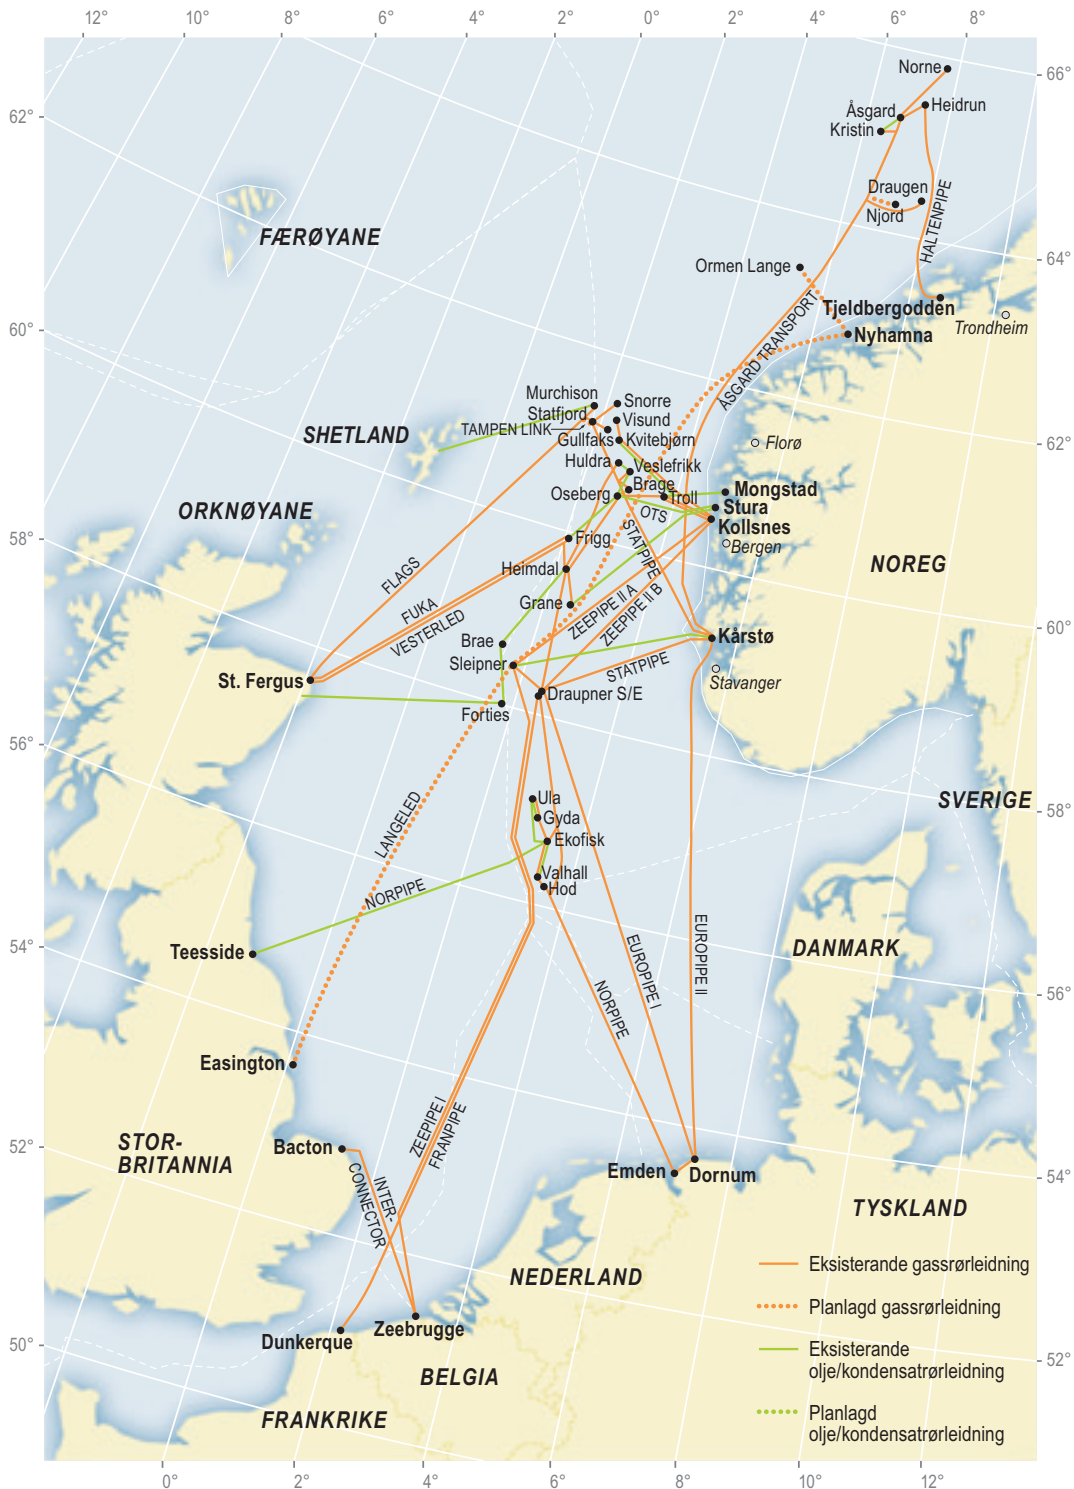 12° 10° 8° 6° 4° 2° 0° 2° 4° 6° 8°
66°
62°
64°
60°
62°
58°
60°
56°
58°
54°
56°
52°
54°
50°
52°
0° 2° 4° 6° 8° 10° 12°
Norne
Åsgard
Heidrun
Kristin
Draugen
Njord
HALTENPIPE
FÆRØYANE
Ormen Lange
Tjeldbergodden
Trondheim
Nyhamna
ÅSGARD TRANSPORT
Murchison
Snorre
Statfjord
Visund
TAMPEN LINK
Gullfaks
Kvitebjørn
SHETLAND
Florø
Huldra
Veslefrikk
Brage
Oseberg
Troll
Mongstad
Stura
OTS
Kollsnes
Bergen
ORKNØYANE
Frigg
STATPIPE
NOREG
Heimdal
FLAGS
FUKA
VESTERLED
Grane
ZEEPIPE II A
ZEEPIPE II B
Brae
Kårstø
Sleipner
STATPIPE
St. Fergus
Stavanger
Draupner S/E
Forties
Ula
Gyda
SVERIGE
LANGELED
Ekofisk
Valhall
Hod
NORPIPE
EUROPIPE II
EUROPIPE I
DANMARK
Teesside
NORPIPE
Easington
ZEEPIPE I
FRANPIPE
STOR-
BRITANNIA
Bacton
INTER-
CONNECTOR
Emden
Dornum
TYSKLAND
NEDERLAND
Dunkerque
Zeebrugge
BELGIA
FRANKRIKE
Eksisterande gassrørleidning
Planlagd gassrørleidning
Eksisterande
olje/kondensatrørleidning
Planlagd
olje/kondensatrørleidning